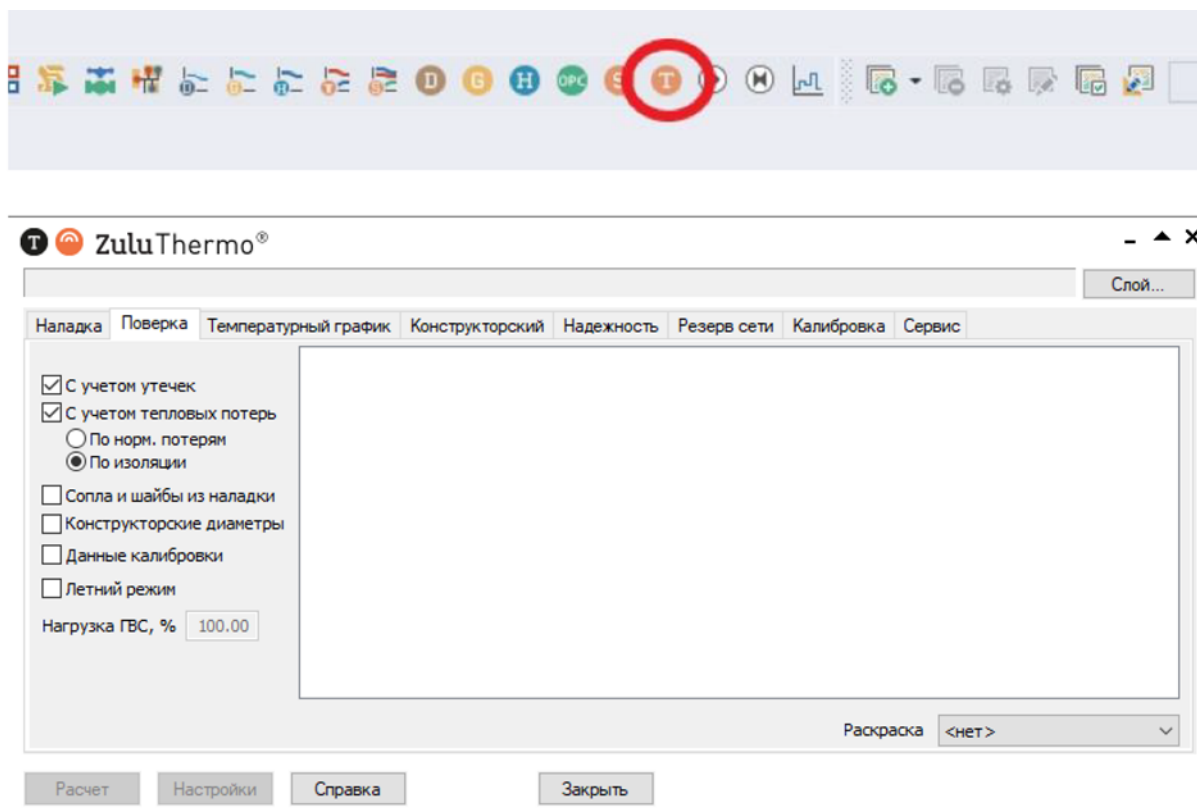 D G H OPC S T
T ZuluThermo®
Слой...
Наладка Поверка Температурный график Конструкторский Надежность Резерв сети Калибровка Сервис
С учетом утечек
С учетом тепловых потерь
По норм. потерям
По изоляции
Сопла и шайбы из наладки
Конструкторские диаметры
Данные калибровки
Летний режим
Нагрузка ГВС, % 100.00
Раскраска <нет>
Расчет Настройки Справка Закрыть